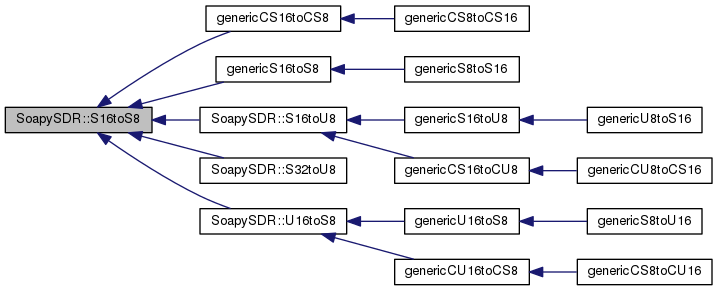 genericCS16toCS8
genericCS8toCS16
genericS16toS8
genericS8toS16
SoapySDR::S16toS8
SoapySDR::S16toU8
genericS16toU8
genericU8toS16
SoapySDR::S32toU8
genericCS16toCU8
genericCU8toCS16
SoapySDR::U16toS8
genericU16toS8
genericS8toU16
genericCU16toCS8
genericCS8toCU16